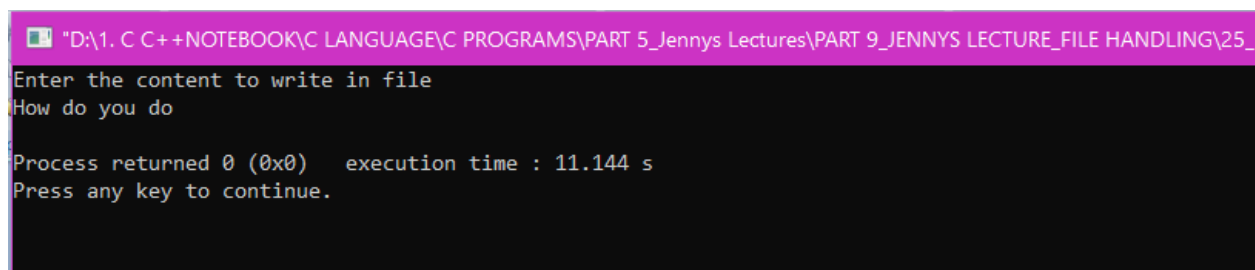 "D:\1. C C++NOTEBOOK\C LANGUAGE\C PROGRAMS\PART 5_Jennys Lectures\PART 9_JENNYS LECTURE_FILE HANDLING\25_
Enter the content to write in file
How do you do
Process returned 0 (0x0)   execution time : 11.144 s
Press any key to continue.